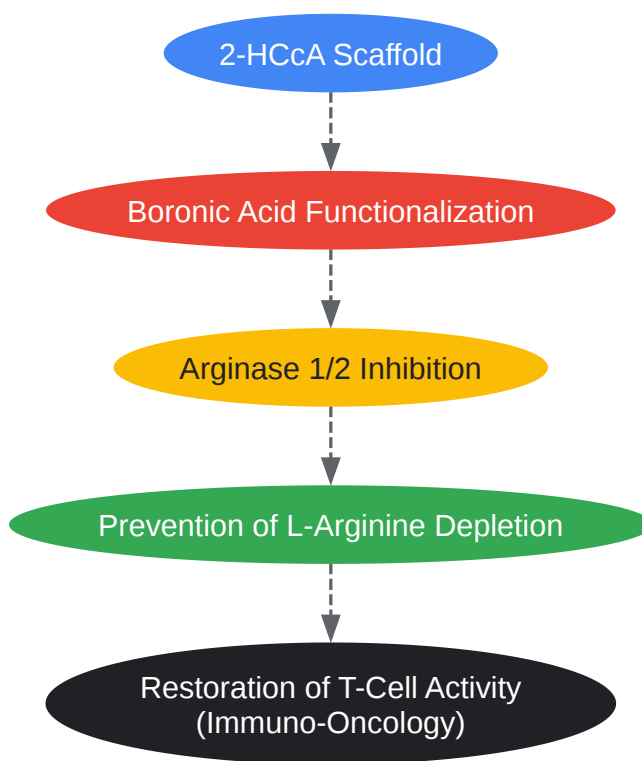 2-HCcA Scaffold
Boronic Acid Functionalization
Arginase 1/2 Inhibition
Prevention of L-Arginine Depletion
Restoration of T-Cell Activity
(Immuno-Oncology)